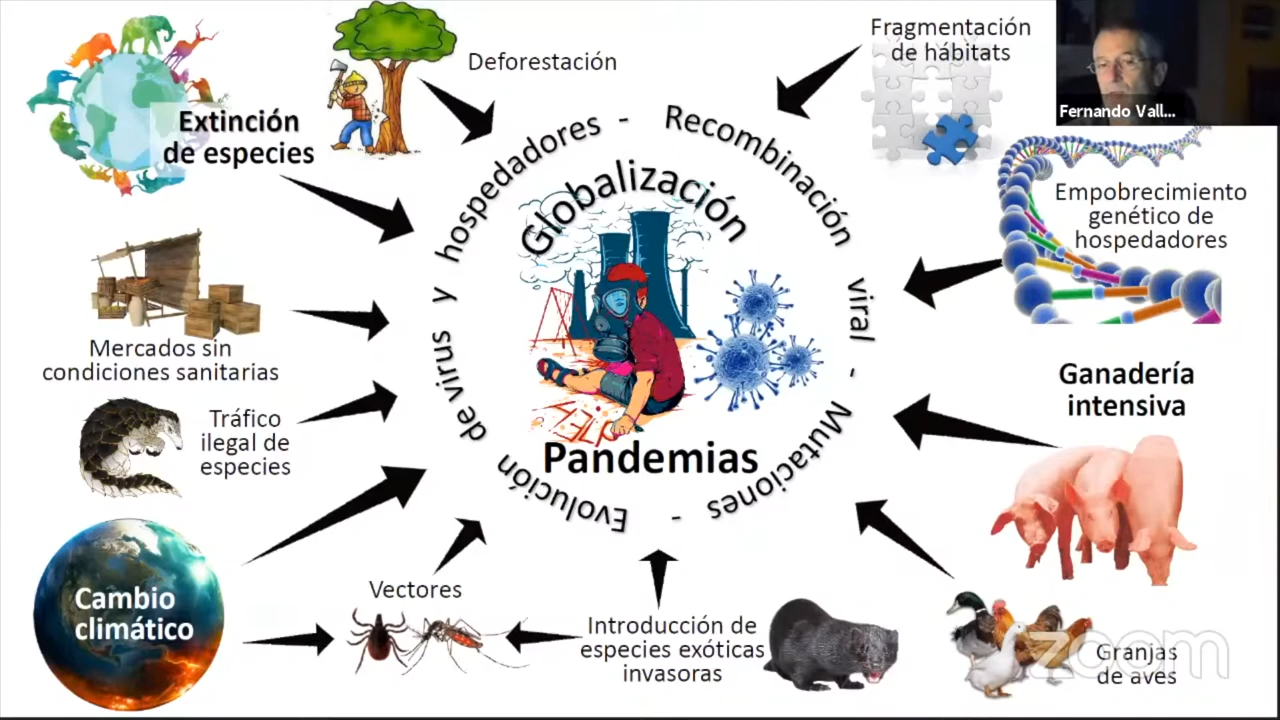 Deforestación
Fragmentación
de hábitats
Fernando Vall...
Extinción
de especies
Empobrecimiento
genético de
hospedadores
Mercados sin
condiciones sanitarias
Tráfico
ilegal de
especies
Evolución de virus y hospedadores - Recombinación viral - Mutaciones -
Globalización
HELP
Pandemias
Ganadería
intensiva
Cambio
climático
Vectores
Introducción de
especies exóticas
invasoras
Granjas
de aves
zoom